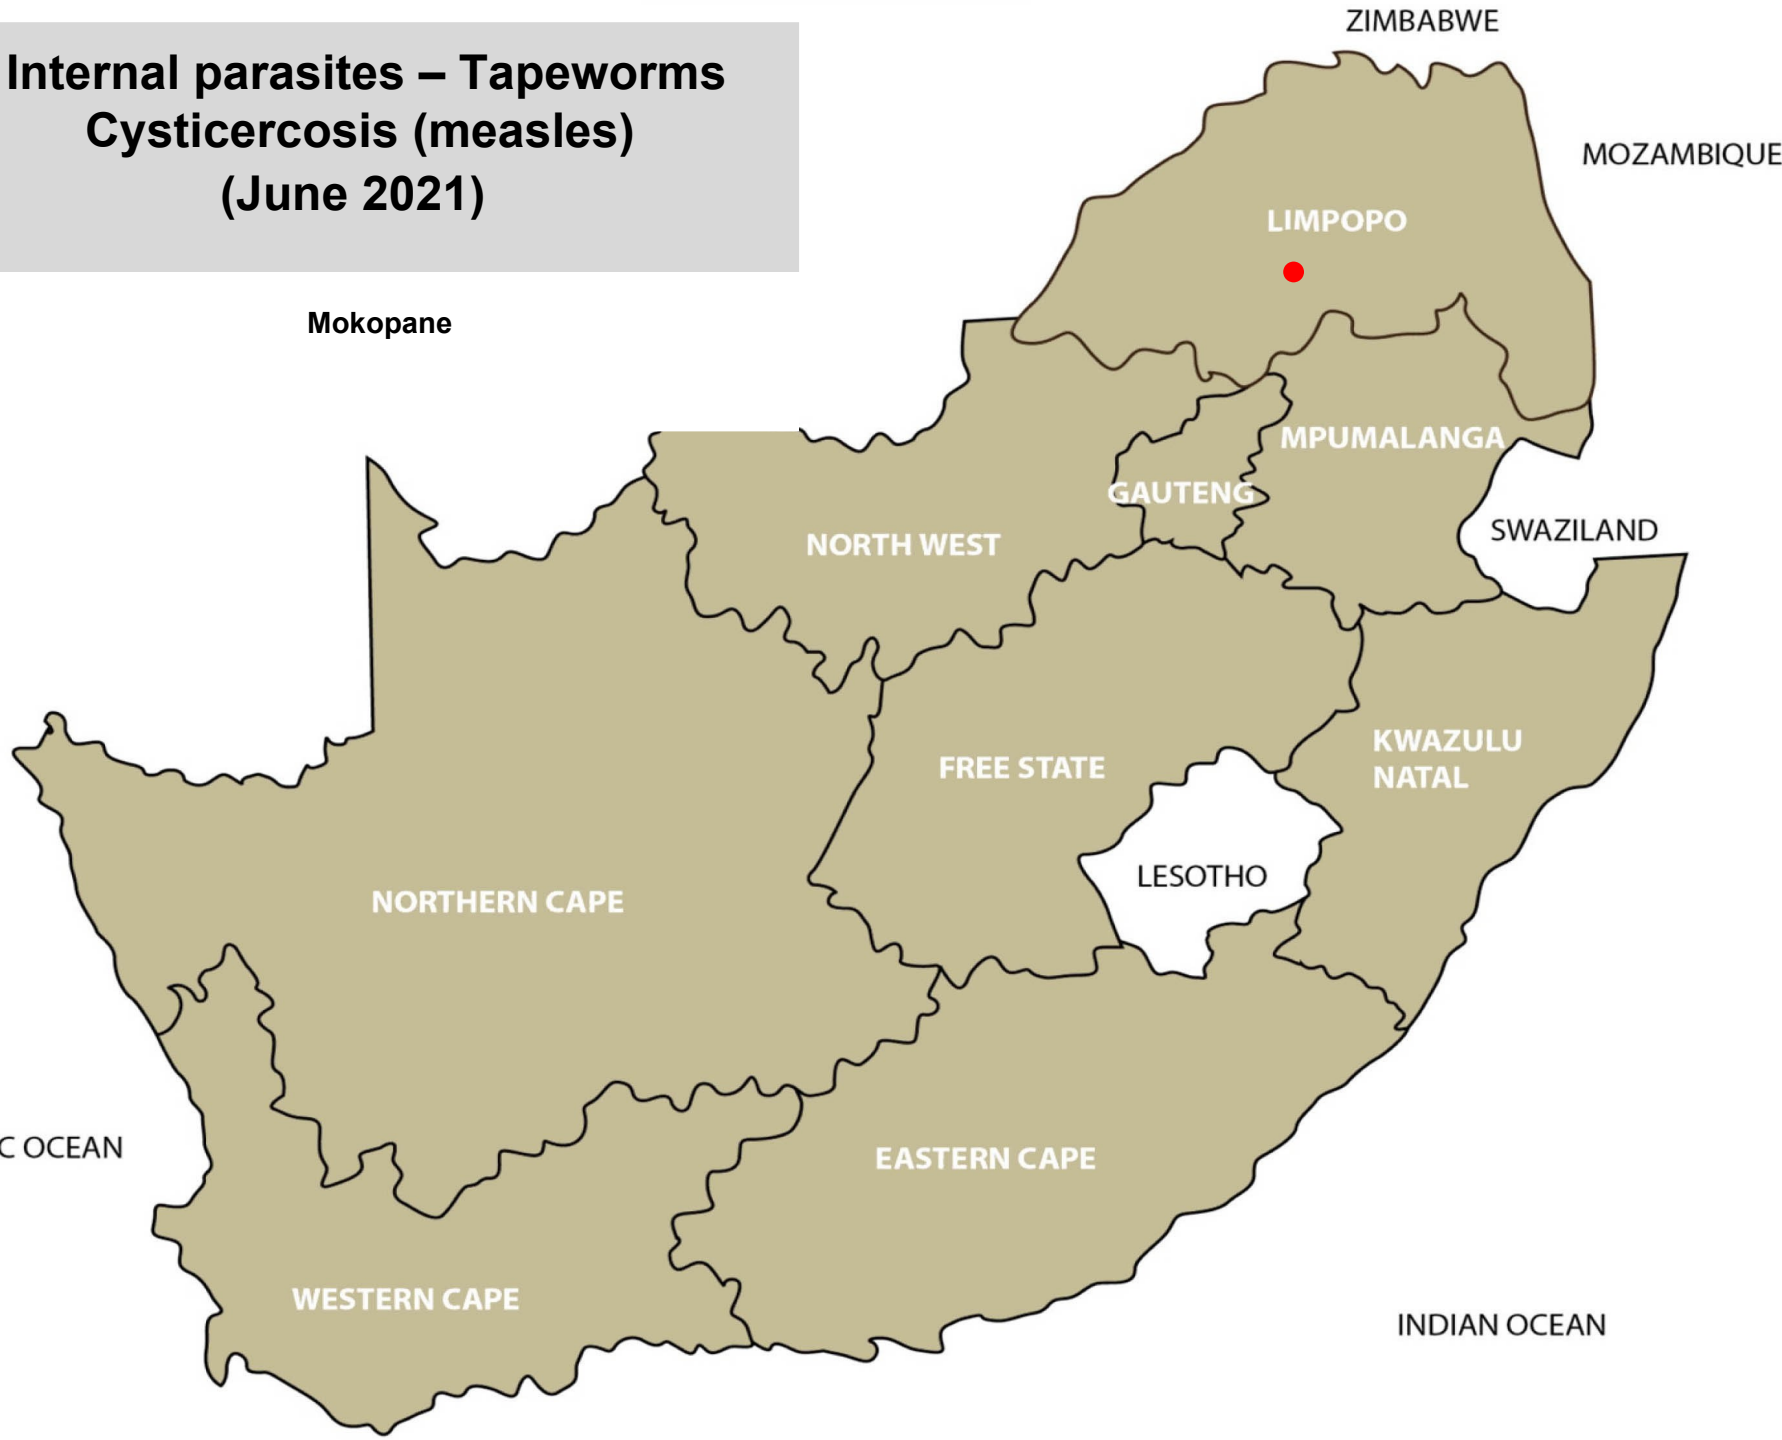 Internal parasites – Tapeworms
Cysticercosis (measles)
(June 2021)
Mokopane
ZIMBABWE
MOZAMBIQUE
LIMPOPO
MPUMALANGA
GAUTENG
SWAZILAND
NORTH WEST
KWAZULU
NATAL
FREE STATE
LESOTHO
NORTHERN CAPE
C OCEAN
EASTERN CAPE
WESTERN CAPE
INDIAN OCEAN